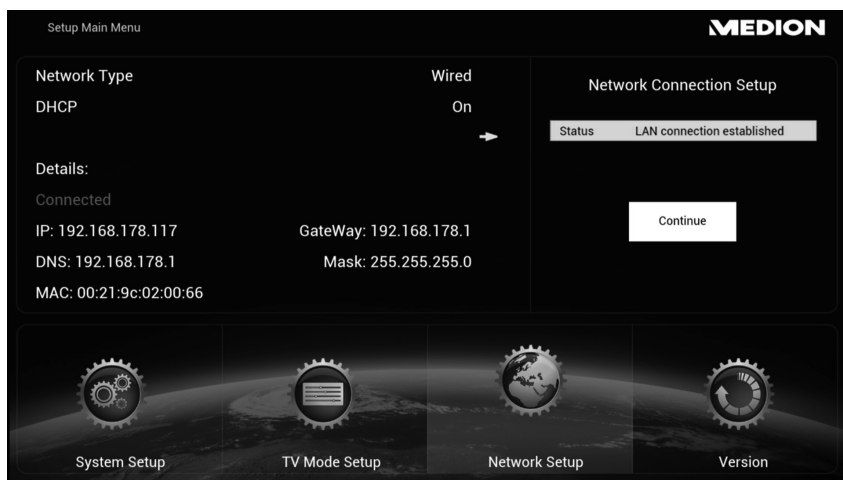 Setup Main Menu
MEDION
Network Type Wired
DHCP On
Details:
Connected
IP: 192.168.178.117 GateWay: 192.168.178.1
DNS: 192.168.178.1 Mask: 255.255.255.0
MAC: 00:21:9c:02:00:66
Network Connection Setup
Status LAN connection established
Continue
System Setup
TV Mode Setup
Network Setup
Version